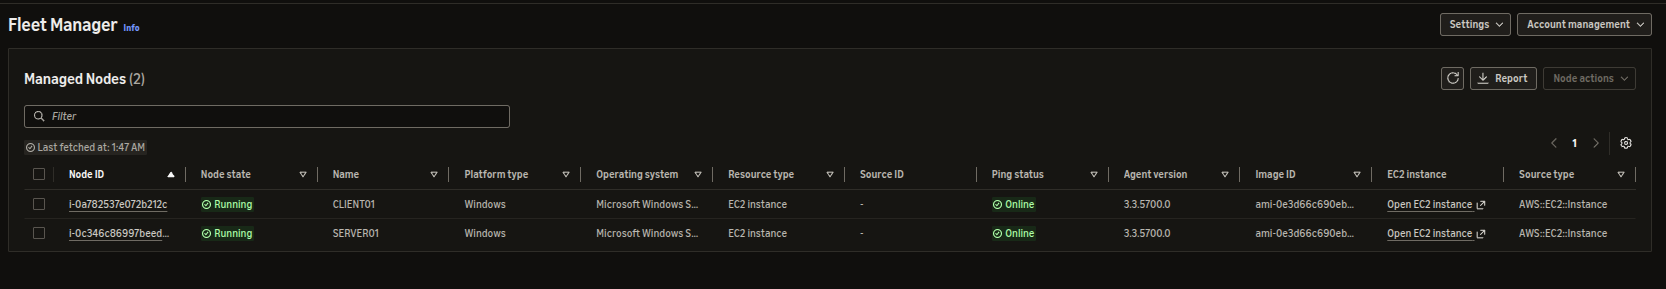 Fleet Manager Info
Settings
Account management
Managed Nodes (2)
Report
Node actions
Filter
Last fetched at: 1:47 AM
1
Node ID Node state Name Platform type Operating system Resource type Source ID Ping status Agent version Image ID EC2 instance Source type
i-0a782537e072b212c Running CLIENT01 Windows Microsoft Windows S... EC2 instance - Online 3.3.5700.0 ami-0e3d66c690eb... Open EC2 instance AWS::EC2::Instance
i-0c346c86997beed... Running SERVER01 Windows Microsoft Windows S... EC2 instance - Online 3.3.5700.0 ami-0e3d66c690eb... Open EC2 instance AWS::EC2::Instance